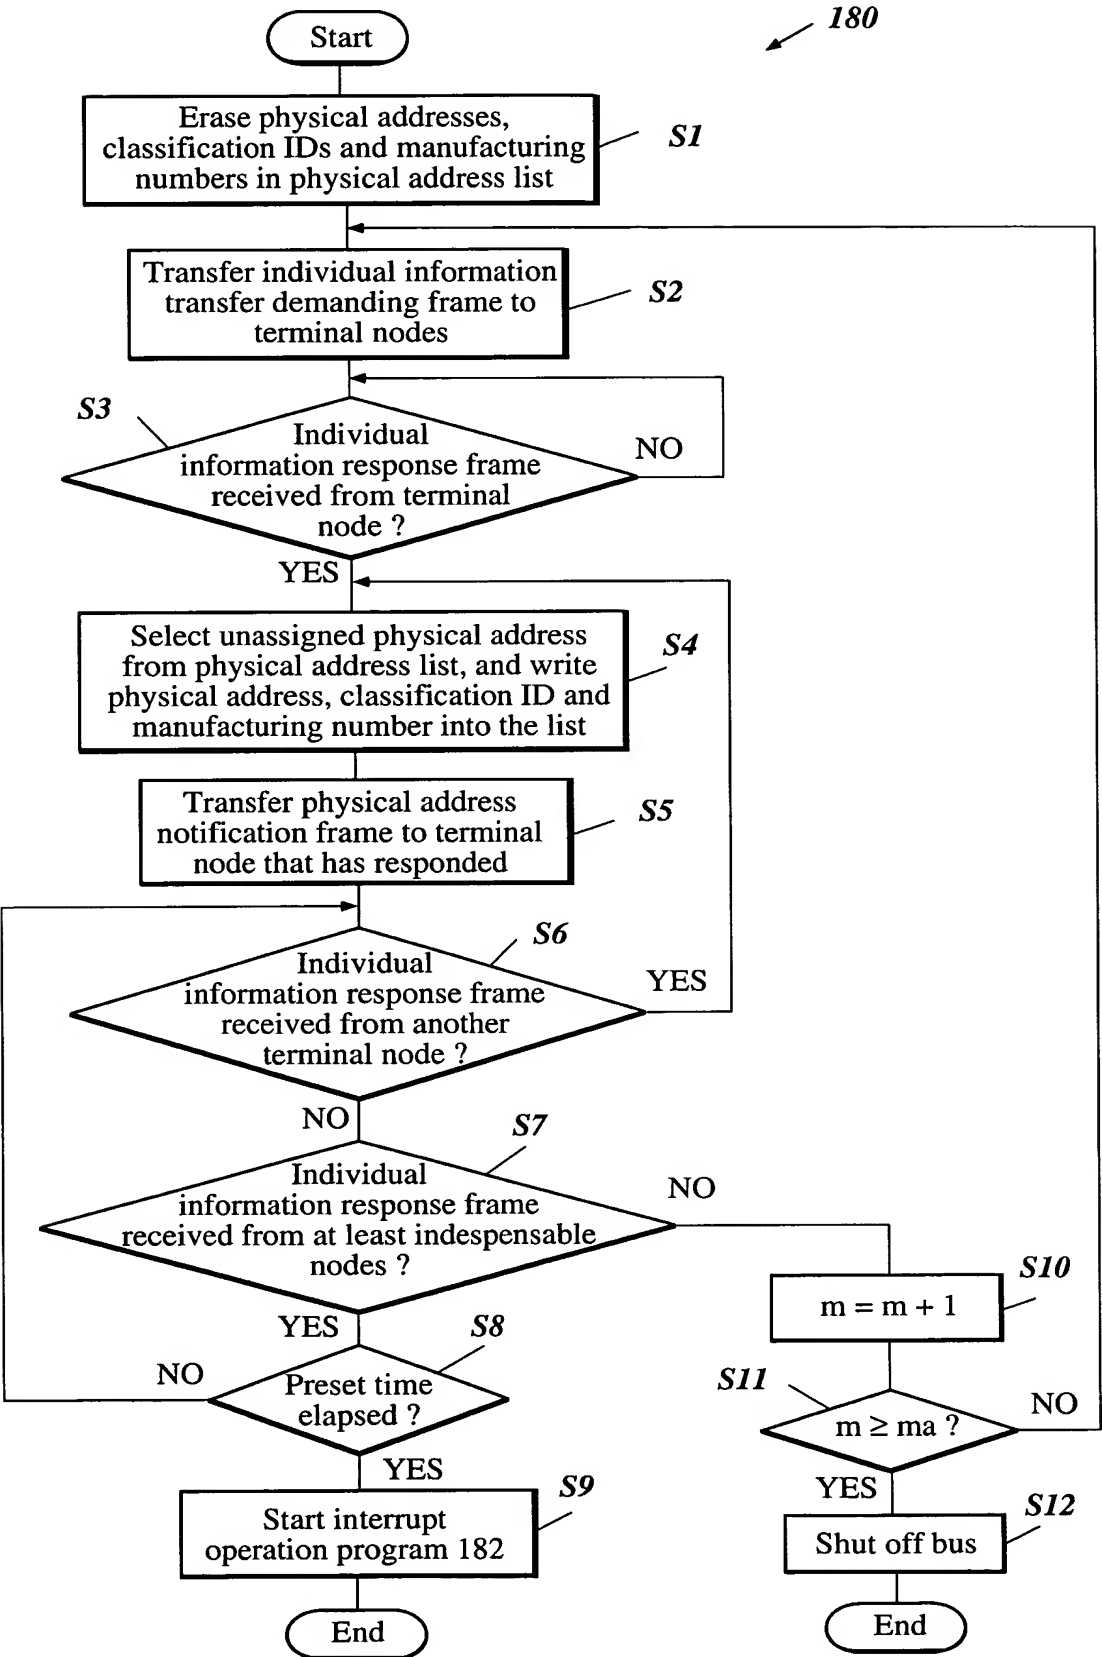 Start
180
Erase physical addresses,
classification IDs and manufacturing
numbers in physical address list
S1
Transfer individual information
transfer demanding frame to
terminal nodes
S2
S3
Individual
information response frame
received from terminal
node ?
NO
YES
Select unassigned physical address
from physical address list, and write
physical address, classification ID and
manufacturing number into the list
S4
Transfer physical address
notification frame to terminal
node that has responded
S5
S6
Individual
information response frame
received from another
terminal node ?
YES
NO
S7
Individual
information response frame
received from at least indespensable
nodes ?
NO
YES
S8
Preset time
elapsed ?
NO
YES
S9
Start interrupt
operation program 182
End
S10
m = m + 1
S11
m ≥ ma ?
NO
YES
S12
Shut off bus
End